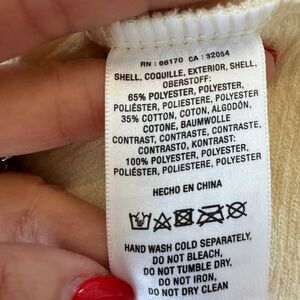 RN : 66170 CA : 32054
SHELL, COQUILLE, EXTERIOR, SHELL,
OBERSTOFF:
65% POLYESTER, POLYESTER,
POLIÉSTER, POLIESTERE, POLYESTER
35% COTTON, COTON, ALGODÓN,
COTONE, BAUMWOLLE
CONTRAST, CONTRASTE, CONTRASTE,
CONTRASTO, KONTRAST:
100% POLYESTER, POLYESTER,
POLIÉSTER, POLIESTERE, POLYESTER
HECHO EN CHINA
HAND WASH COLD SEPARATELY,
DO NOT BLEACH,
DO NOT TUMBLE DRY,
DO NOT IRON,
DO NOT DRY CLEAN